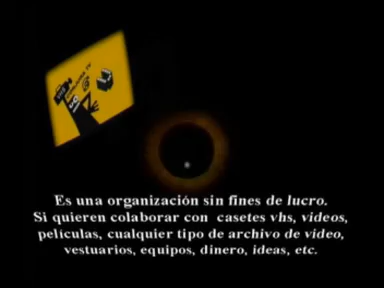 Es una organización sin fines de lucro.
Si quieren colaborar con casetes vhs, videos,
películas, cualquier tipo de archivo de video,
vestuarios, equipos, dinero, ideas, etc.